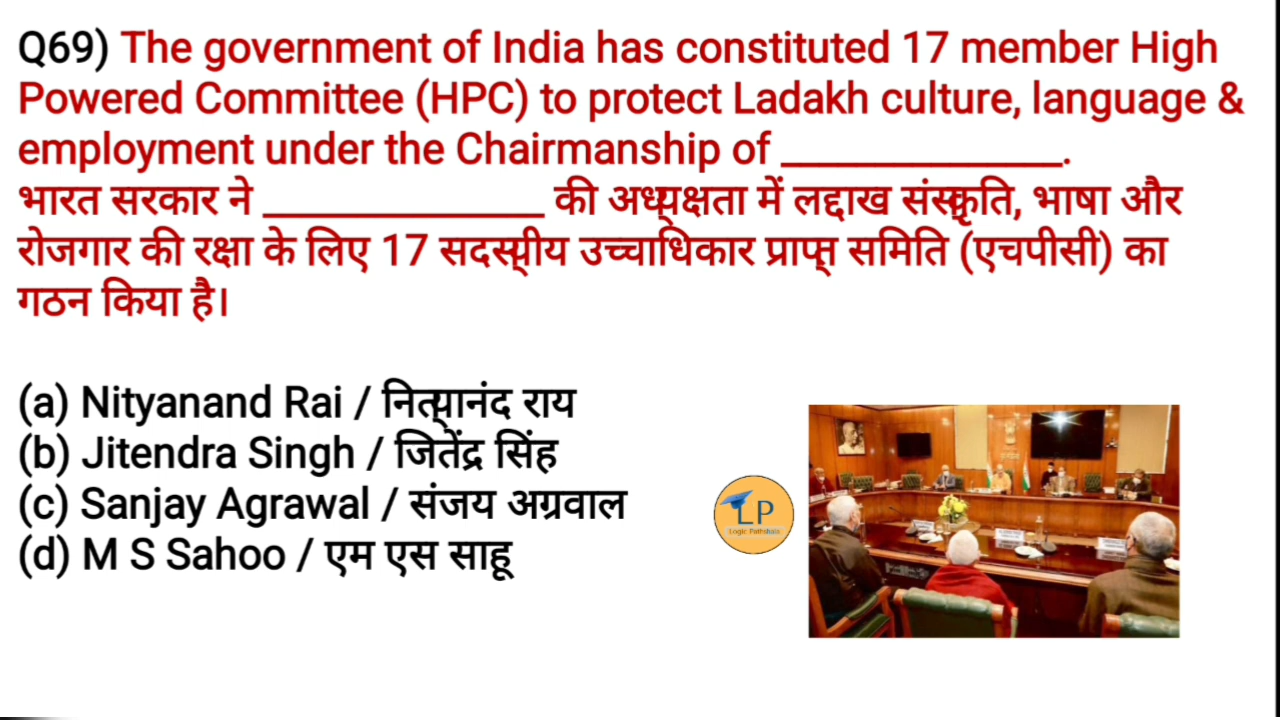 Q69) The government of India has constituted 17 member High
Powered Committee (HPC) to protect Ladakh culture, language &
employment under the Chairmanship of ______________.
भारत सरकार ने ______________ की अध्यक्षता में लद्दाख संस्कृति, भाषा और
रोजगार की रक्षा के लिए 17 सदस्यीय उच्चाधिकार प्राप्त समिति (एचपीसी) का
गठन किया है।
(a) Nityanand Rai / नित्यानंद राय
(b) Jitendra Singh / जितेंद्र सिंह
(c) Sanjay Agrawal / संजय अग्रवाल
(d) M S Sahoo / एम एस साहू
LP
Logic Pathshala